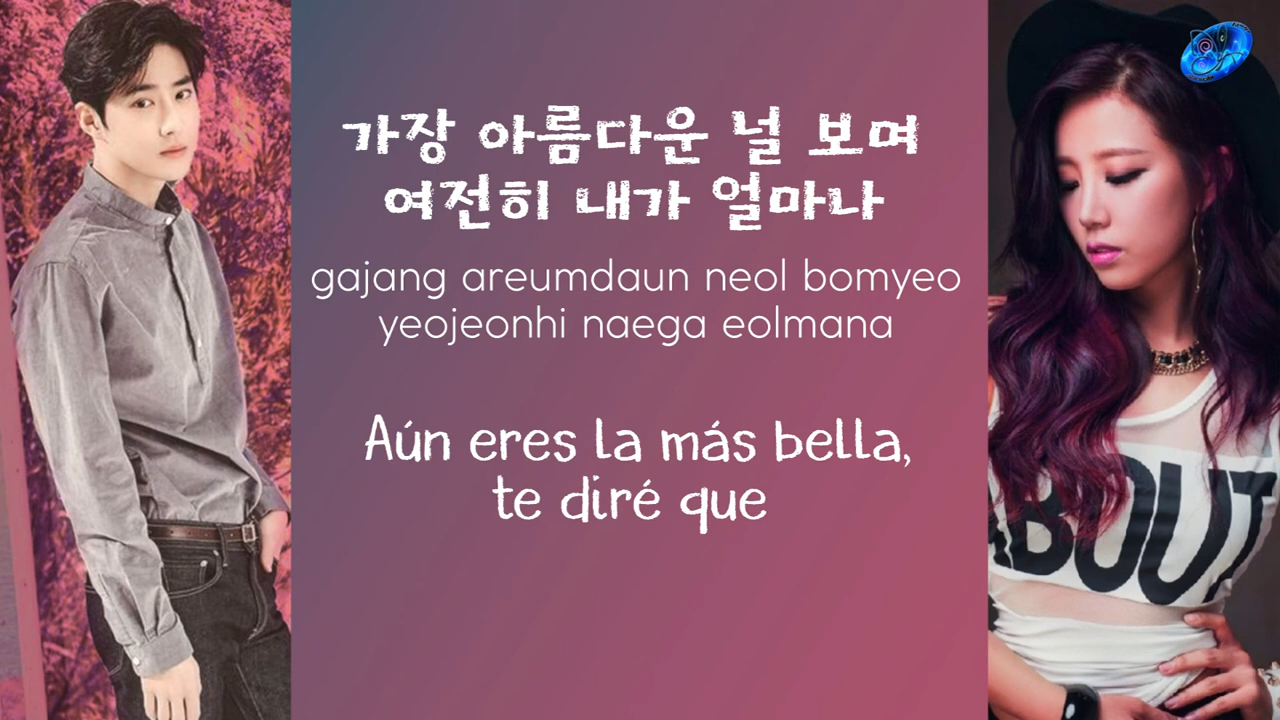 가장 아름다운 널 보며
여전히 내가 얼마나
gajang areumdaun neol bomyeo
yeojeonhi naega eolmana
Aún eres la más bella,
te diré que
ABOUT